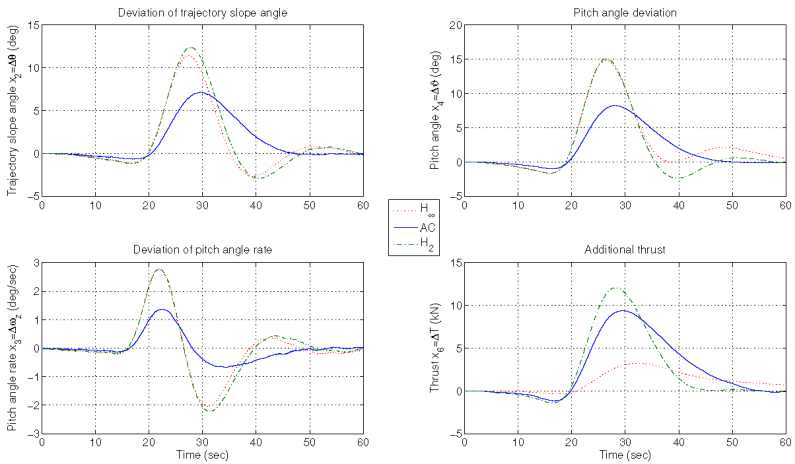 Deviation of trajectory slope angle
Trajectory slope angle x₂=Δθ (deg)
15
10
5
0
−5
0 10 20 30 40 50 60
Pitch angle deviation
Pitch angle x₄=Δϑ (deg)
20
15
10
5
0
−5
0 10 20 30 40 50 60
H∞
AC
H₂
Deviation of pitch angle rate
Pitch angle rate x₃=Δω_z (deg/sec)
3
2
1
0
−1
−2
−3
0 10 20 30 40 50 60
Time (sec)
Additional thrust
Thrust x₆=ΔT (kN)
15
10
5
0
−5
0 10 20 30 40 50 60
Time (sec)